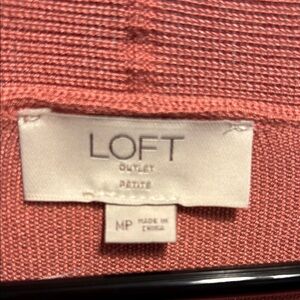 LOFT
OUTLET
PETITE
MP
MADE IN
CHINA